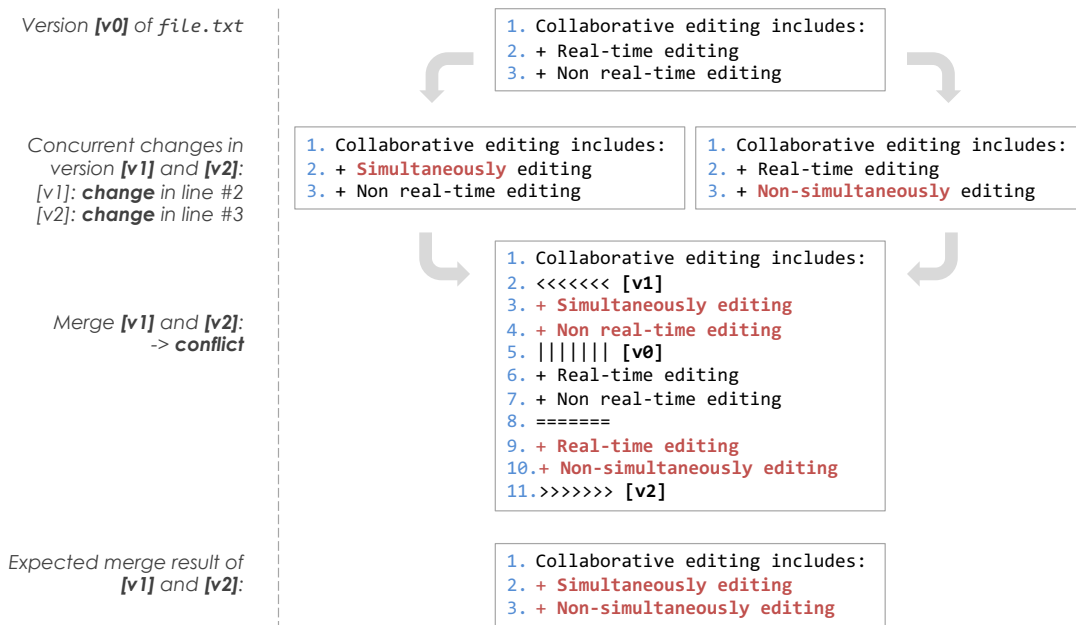 Version [v0] of file.txt
1. Collaborative editing includes:
2. + Real-time editing
3. + Non real-time editing
Concurrent changes in
version [v1] and [v2]:
[v1]: change in line #2
[v2]: change in line #3
1. Collaborative editing includes:
2. + Simultaneously editing
3. + Non real-time editing
1. Collaborative editing includes:
2. + Real-time editing
3. + Non-simultaneously editing
Merge [v1] and [v2]:
-> conflict
1. Collaborative editing includes:
2. <<<<<<< [v1]
3. + Simultaneously editing
4. + Non real-time editing
5. ||||||| [v0]
6. + Real-time editing
7. + Non real-time editing
8. =======
9. + Real-time editing
10.+ Non-simultaneously editing
11.>>>>>>> [v2]
Expected merge result of
[v1] and [v2]:
1. Collaborative editing includes:
2. + Simultaneously editing
3. + Non-simultaneously editing